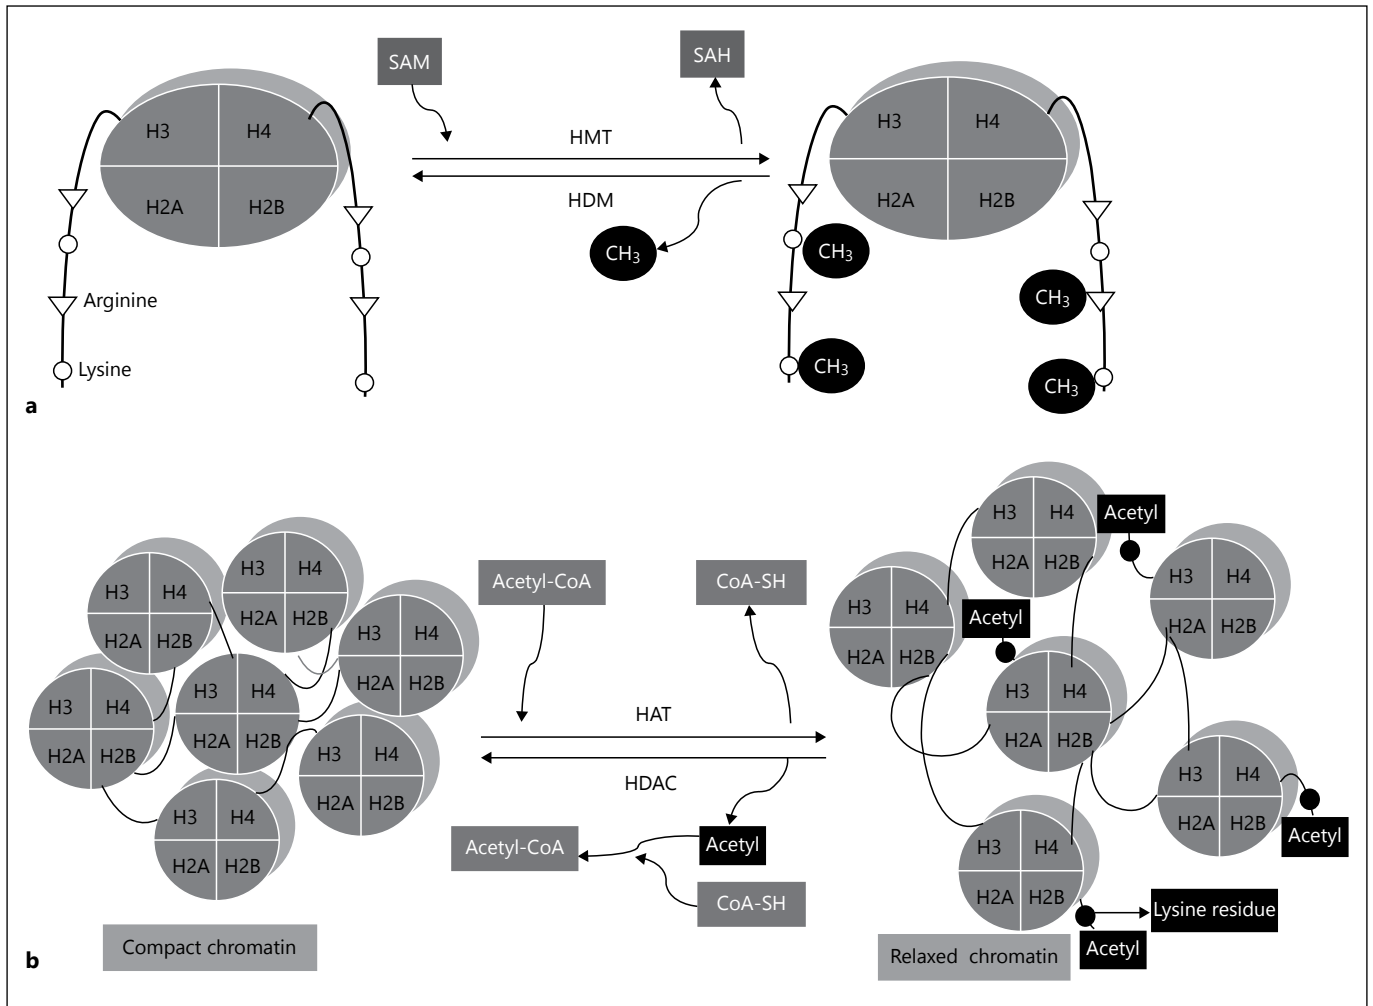 SAM
SAH
H3 H4
H2A H2B
HMT
HDM
CH3
H3 H4
H2A H2B
CH3
CH3
CH3
CH3
Arginine
Lysine
a
H3 H4
H2A H2B
H3 H4
H2A H2B
H3 H4
H2A H2B
H3 H4
H2A H2B
H3 H4
H2A H2B
H3 H4
H2A H2B
H3 H4
H2A H2B
Acetyl-CoA
CoA-SH
HAT
HDAC
Acetyl-CoA
Acetyl
CoA-SH
H3 H4
H2A H2B
Acetyl
H3 H4
H2A H2B
H3 H4
H2A H2B
Acetyl
H3 H4
H2A H2B
H3 H4
H2A H2B
Acetyl
H3 H4
H2A H2B
Lysine residue
Acetyl
Compact chromatin
Relaxed chromatin
b